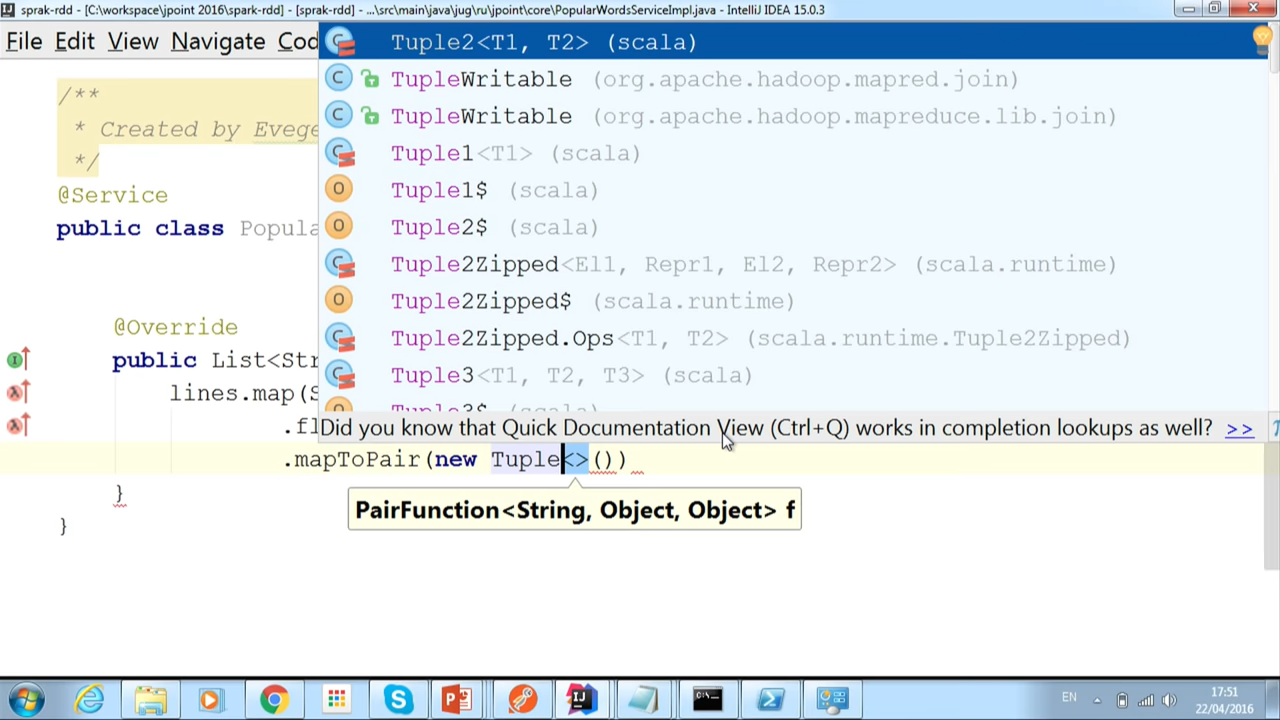 sprak-rdd - [C:\workspace\jpoint 2016\spark-rdd] - [sprak-rdd] - ...\src\main\java\jug\ru\jpoint\core\PopularWordsServiceImpl.java - IntelliJ IDEA 15.0.3
File Edit View Navigate Cod
Tuple2<T1, T2> (scala)
TupleWritable (org.apache.hadoop.mapred.join)
TupleWritable (org.apache.hadoop.mapreduce.lib.join)
Tuple1<T1> (scala)
Tuple1$ (scala)
Tuple2$ (scala)
Tuple2Zipped<El1, Repr1, El2, Repr2> (scala.runtime)
Tuple2Zipped$ (scala.runtime)
Tuple2Zipped.Ops<T1, T2> (scala.runtime.Tuple2Zipped)
Tuple3<T1, T2, T3> (scala)
Tuple3$ (scala)
Did you know that Quick Documentation View (Ctrl+Q) works in completion lookups as well? >>
/**
* Created by Evege
*/
@Service
public class Popula
@Override
public List<Str
lines.map(S
.fl
.mapToPair(new Tuple<>())
}
}
PairFunction<String, Object, Object> f
EN
17:51
22/04/2016